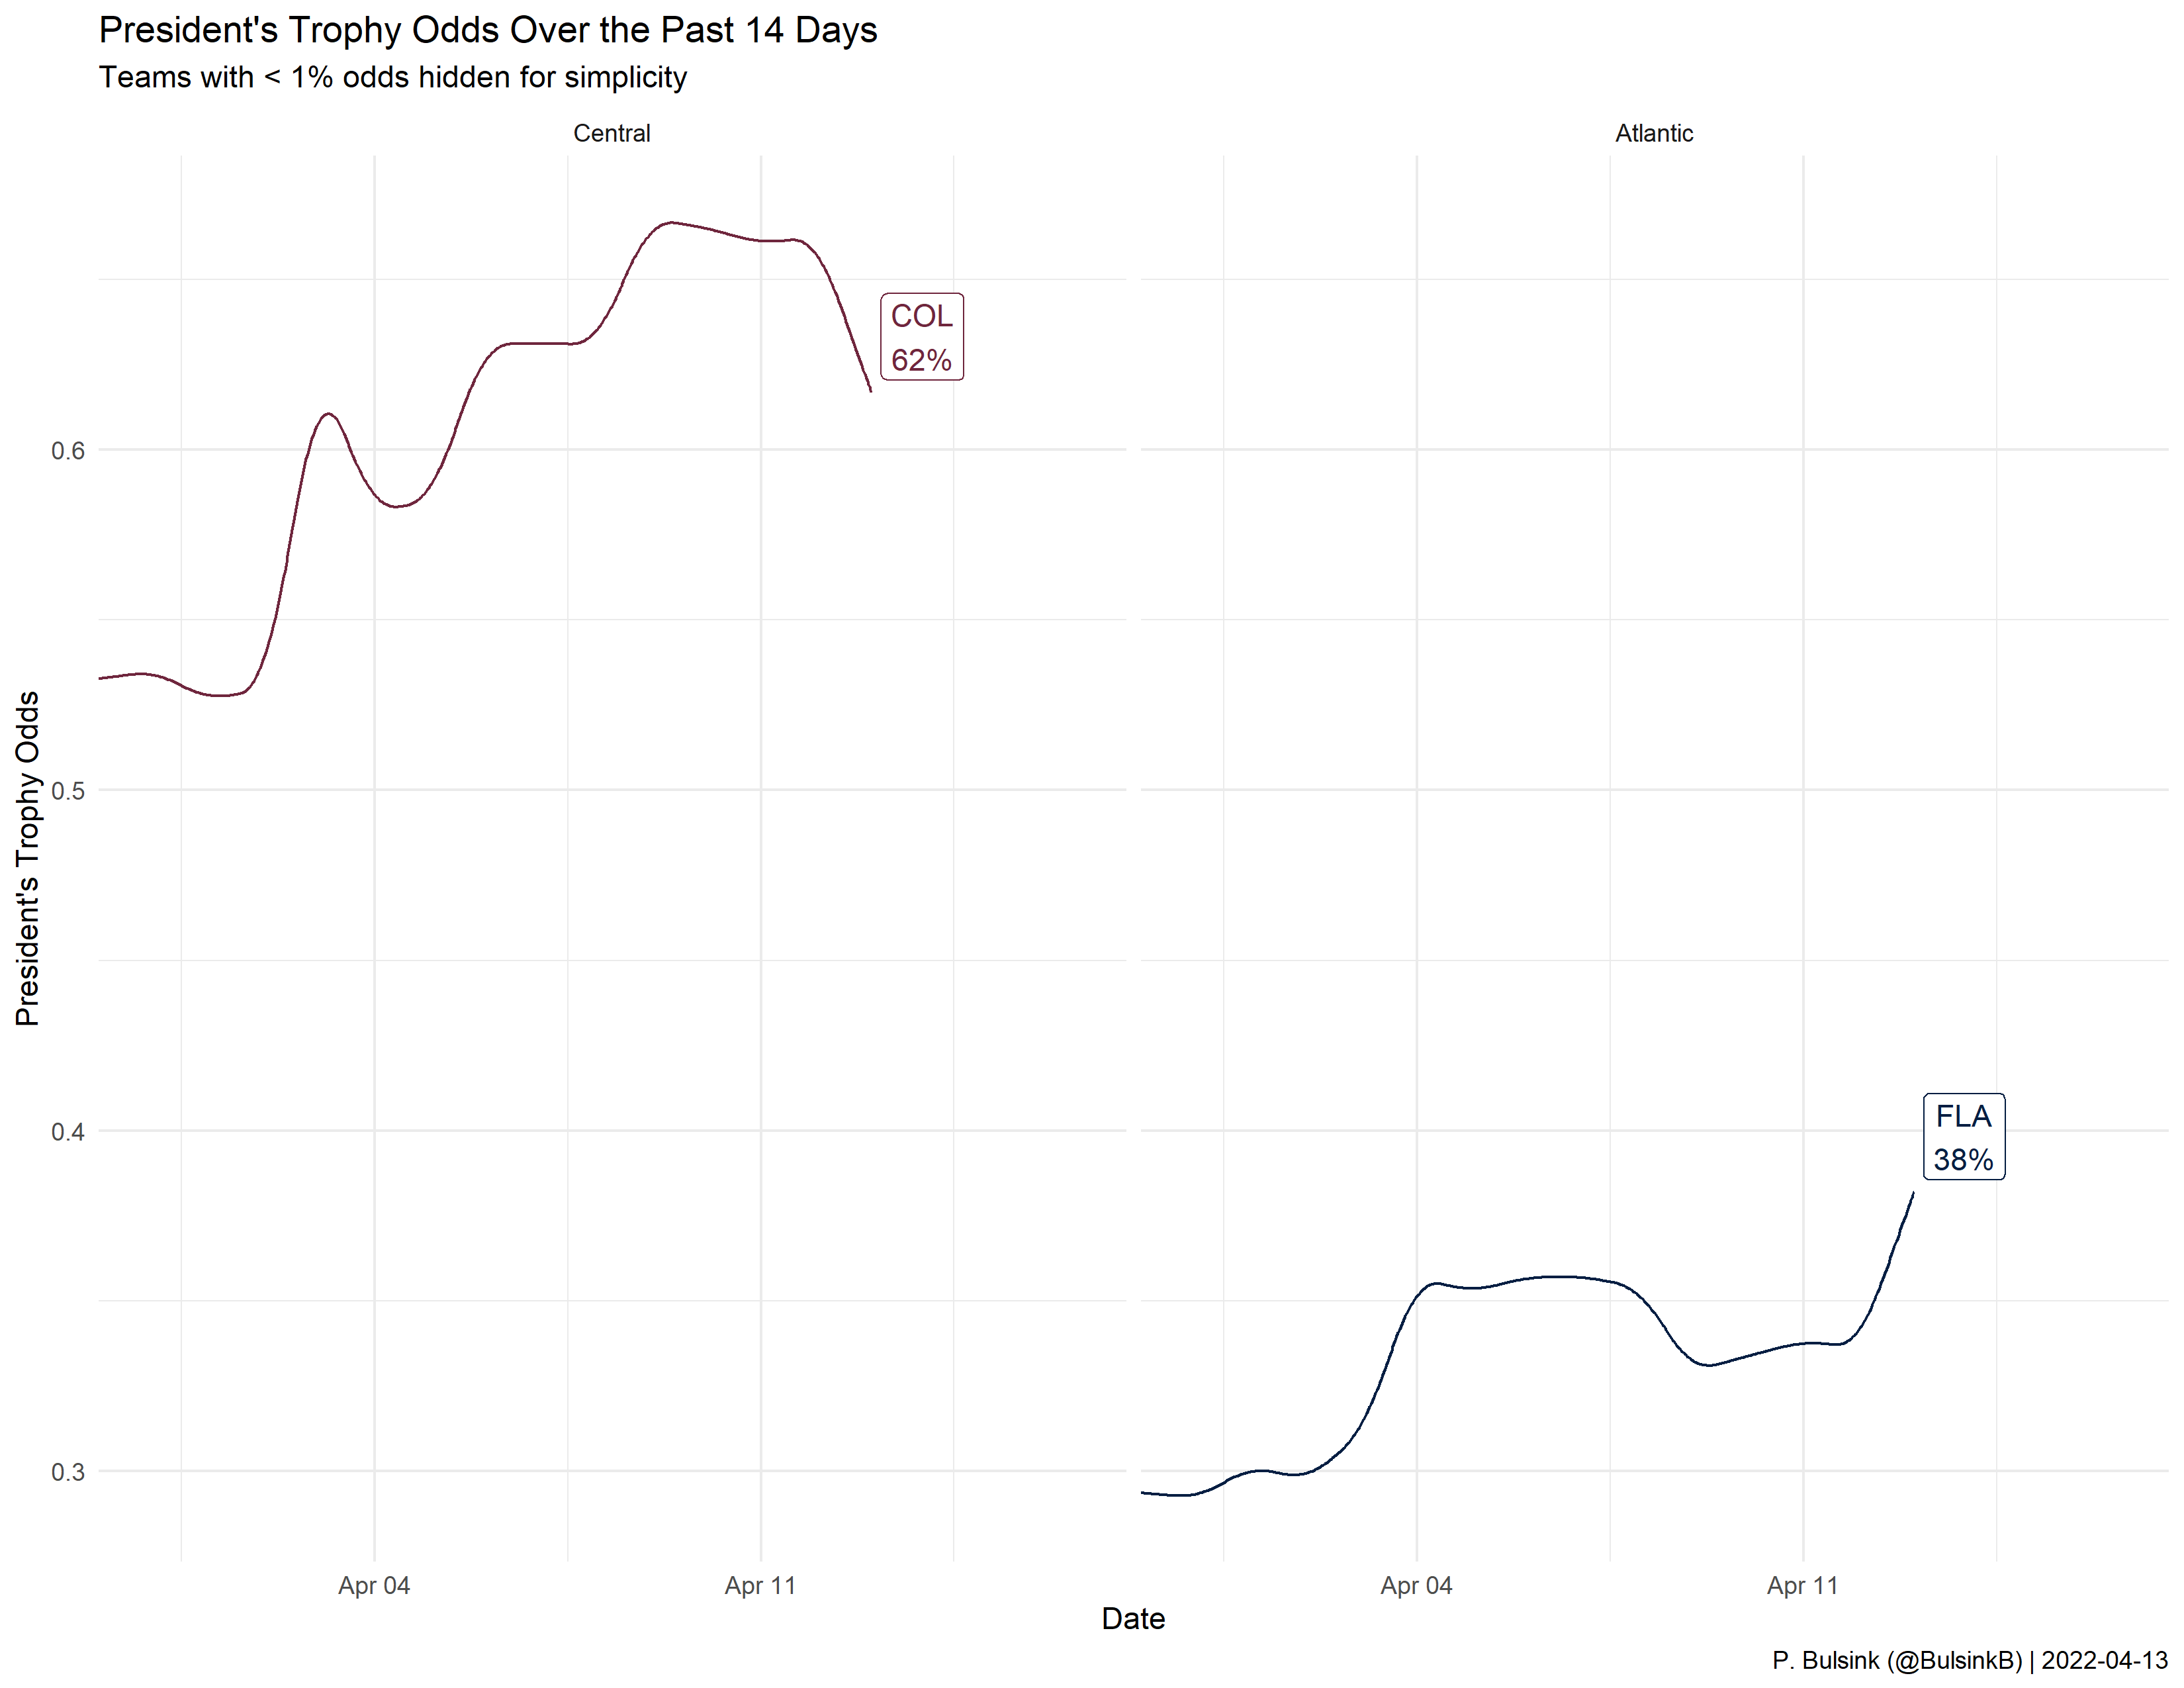 President's Trophy Odds Over the Past 14 Days
Teams with < 1% odds hidden for simplicity
Central
Atlantic
COL
62%
FLA
38%
President's Trophy Odds
0.6
0.5
0.4
0.3
Apr 04
Apr 11
Apr 04
Apr 11
Date
P. Bulsink (@BulsinkB) | 2022-04-13